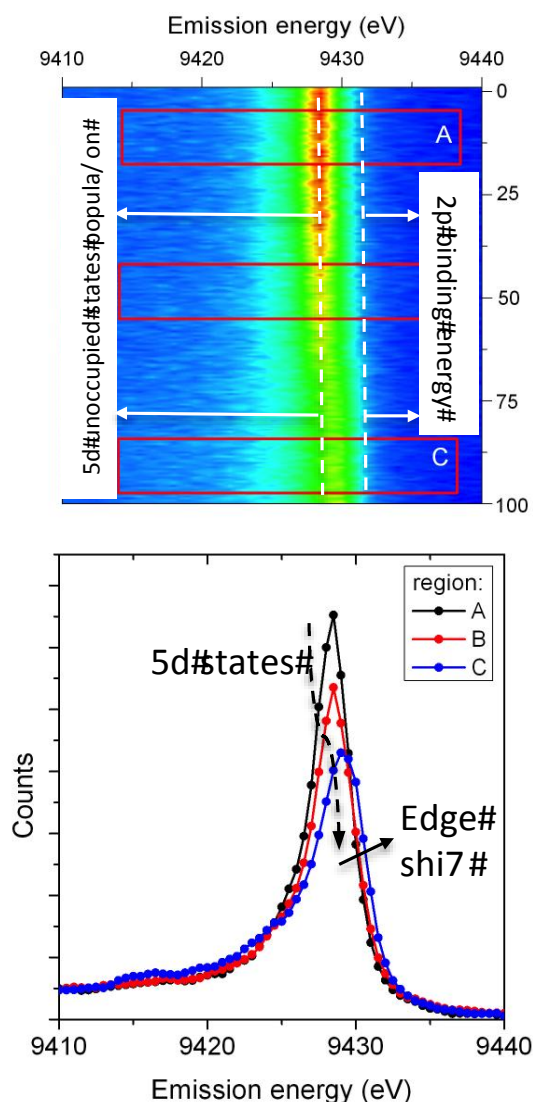 Emission energy (eV)
9410 9420 9430 9440
0
A
25
5d#unoccupied#states#popula/on#
2p#binding#energy#
50
75
C
100
region:
A
B
C
5d#states#
Edge#
shi7#
Counts
9410 9420 9430 9440
Emission energy (eV)